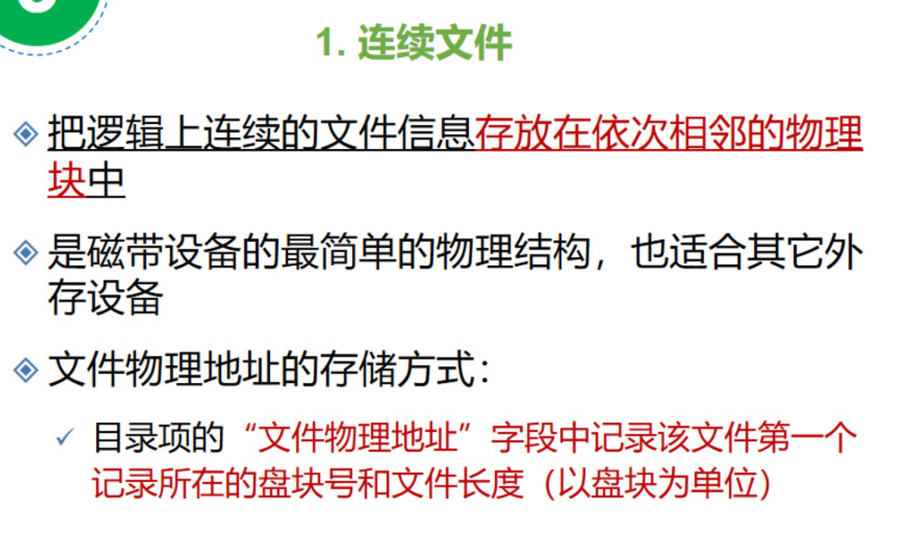 1. 连续文件
把逻辑上连续的文件信息存放在依次相邻的物理
块中
是磁带设备的最简单的物理结构，也适合其它外
存设备
文件物理地址的存储方式：
目录项的“文件物理地址”字段中记录该文件第一个
记录所在的盘块号和文件长度（以盘块为单位）